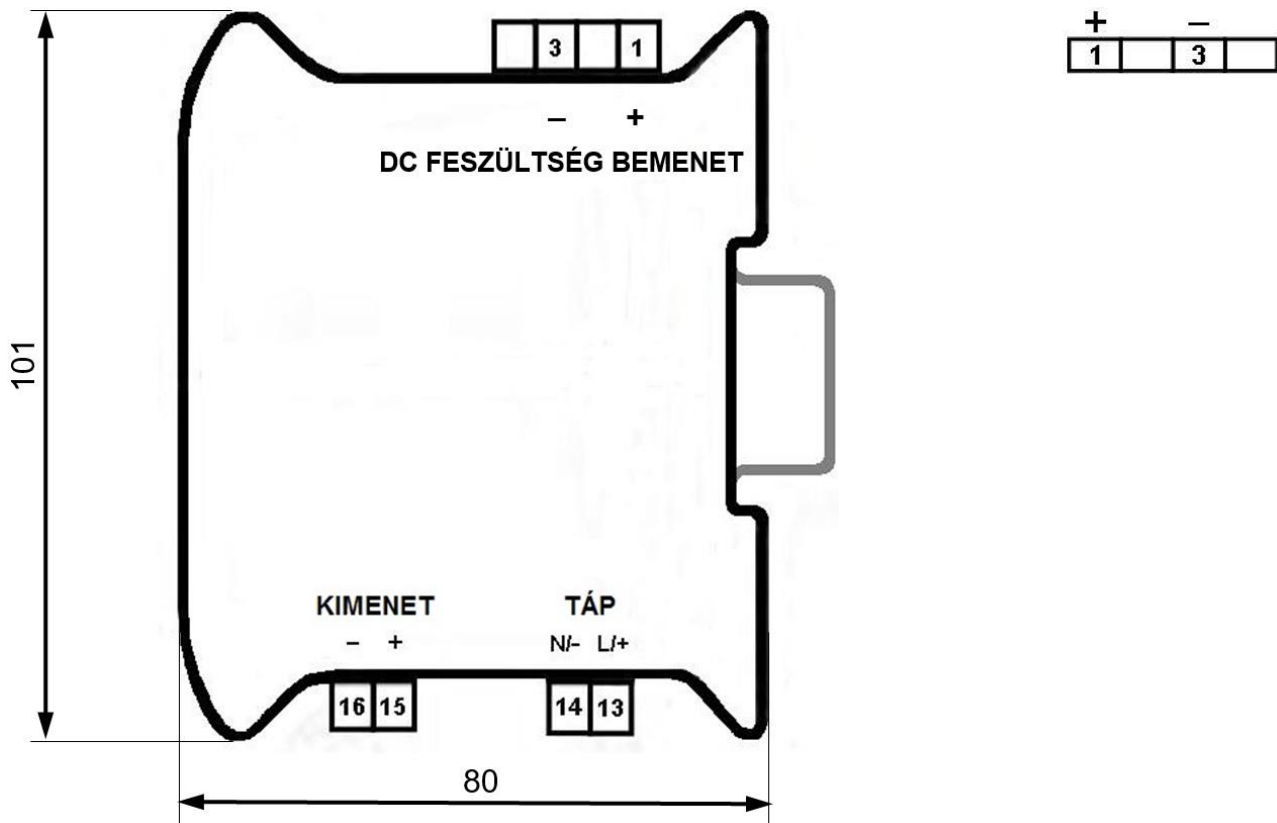 + –
1 3
3 1
– +
DC FESZÜLTSÉG BEMENET
101
KIMENET TÁP
– + N/– L/+
16 15 14 13
80